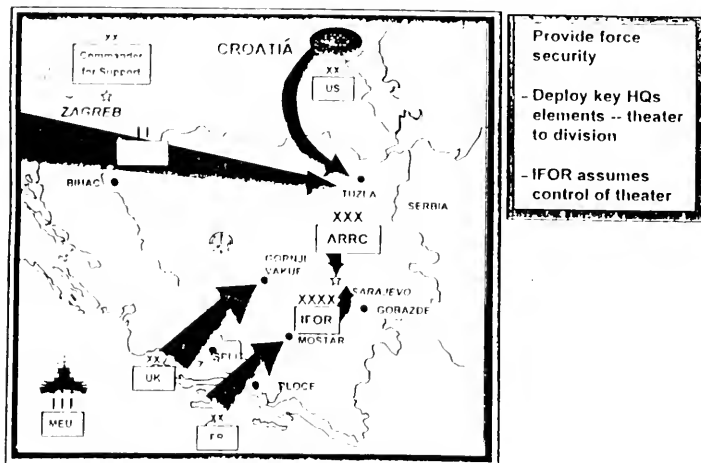 XX
Commander
for Support
ZAGREB
CROATIÁ
XX
US
BIHAC
TUZLA
SERBIA
XXX
ARRC
GORNJI
VAKUF
SARAJEVO
XXXX
IFOR
GORAZDE
MOSTAR
XX
UK
PLOCE
XX
FR
III
MEU
Provide force
security
- Deploy key HQs
elements -- theater
to division
- IFOR assumes
control of theater